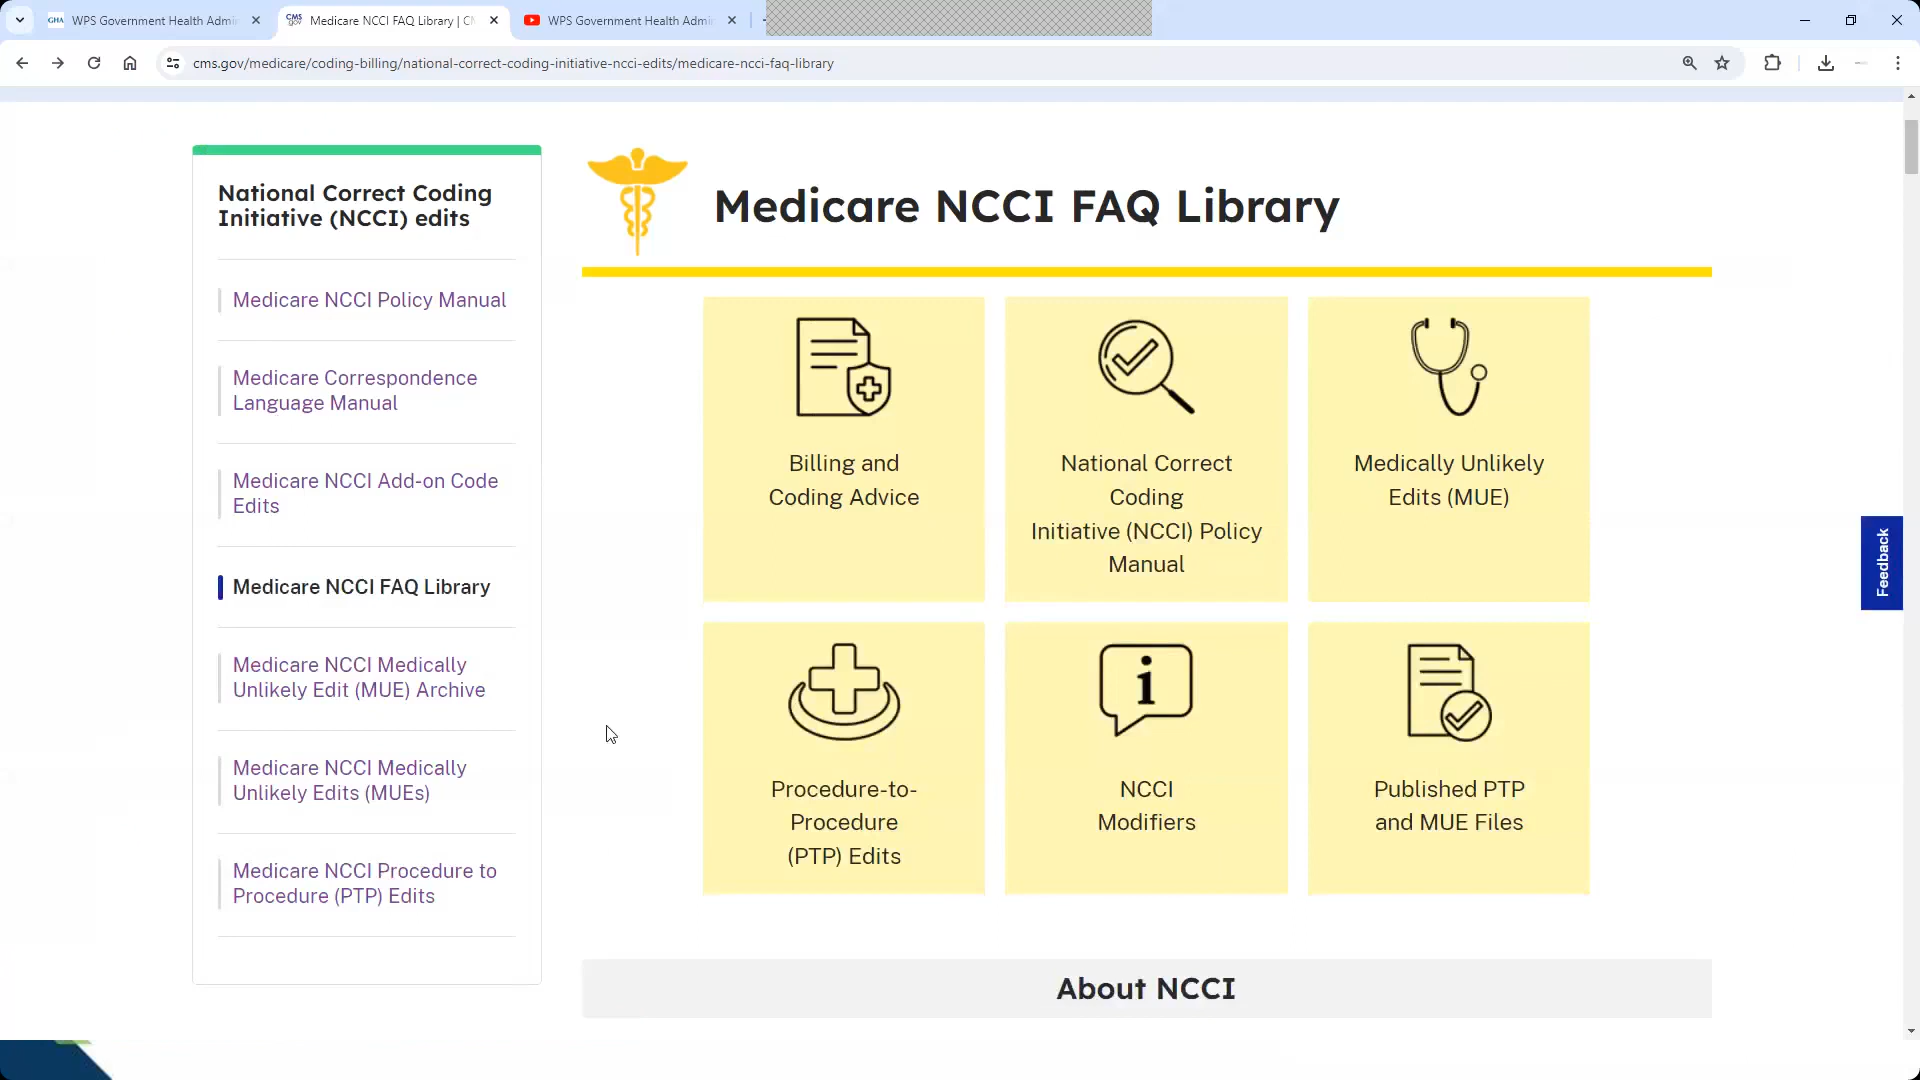 GHA
WPS Government Health Admi
CMS.gov
Medicare NCCI FAQ Library | CM
WPS Government Health Admi
cms.gov/medicare/coding-billing/national-correct-coding-initiative-ncci-edits/medicare-ncci-faq-library
National Correct Coding
Initiative (NCCI) edits
Medicare NCCI Policy Manual
Medicare Correspondence
Language Manual
Medicare NCCI Add-on Code
Edits
Medicare NCCI FAQ Library
Medicare NCCI Medically
Unlikely Edit (MUE) Archive
Medicare NCCI Medically
Unlikely Edits (MUEs)
Medicare NCCI Procedure to
Procedure (PTP) Edits
Medicare NCCI FAQ Library
Billing and
Coding Advice
National Correct
Coding
Initiative (NCCI) Policy
Manual
Medically Unlikely
Edits (MUE)
Procedure-to-
Procedure
(PTP) Edits
NCCI
Modifiers
Published PTP
and MUE Files
About NCCI
Feedback